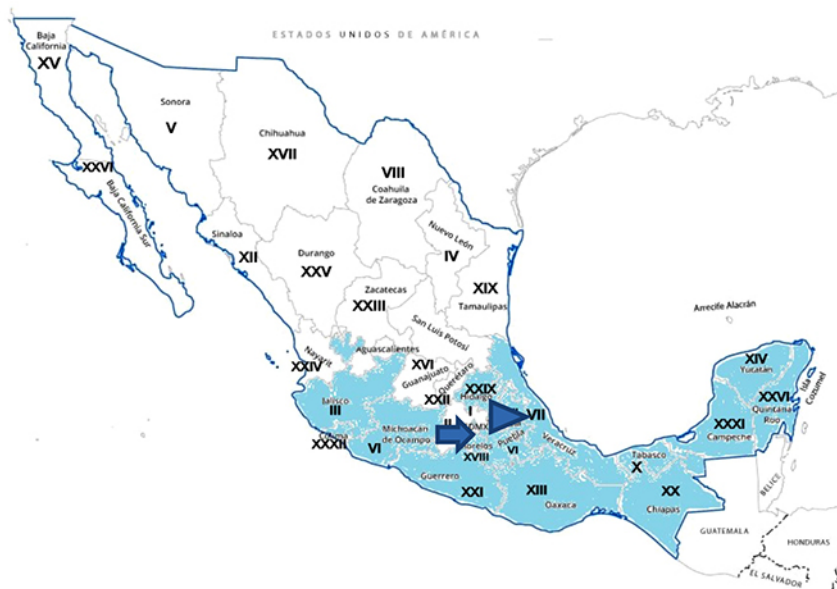 ESTADOS UNIDOS DE AMÉRICA
Baja
California
XV
Sonora
V
Chihuahua
XVII
VIII
Coahuila
de Zaragoza
XXVI
Baja California Sur
Sinaloa
XII
Durango
XXV
Nuevo León
IV
XIX
Tamaulipas
Zacatecas
XXIII
San Luis Potosí
Arrecife Alacrán
Nayarit
XXIV
Aguascalientes
XVI
Guanajuato
Querétaro
XXII
XXIX
Hidalgo
I
II
CDMX
VII
Jalisco
III
Colima
XXXII
Michoacán
de Ocampo
VI
Morelos
XVIII
Puebla
VI
Veracruz
XIV
Yucatán
Isla
Cozumel
XXVI
Quintana
Roo
XXXI
Campeche
Tabasco
X
Guerrero
XXI
XIII
Oaxaca
XX
Chiapas
BELICE
GUATEMALA
HONDURAS
EL SALVADOR